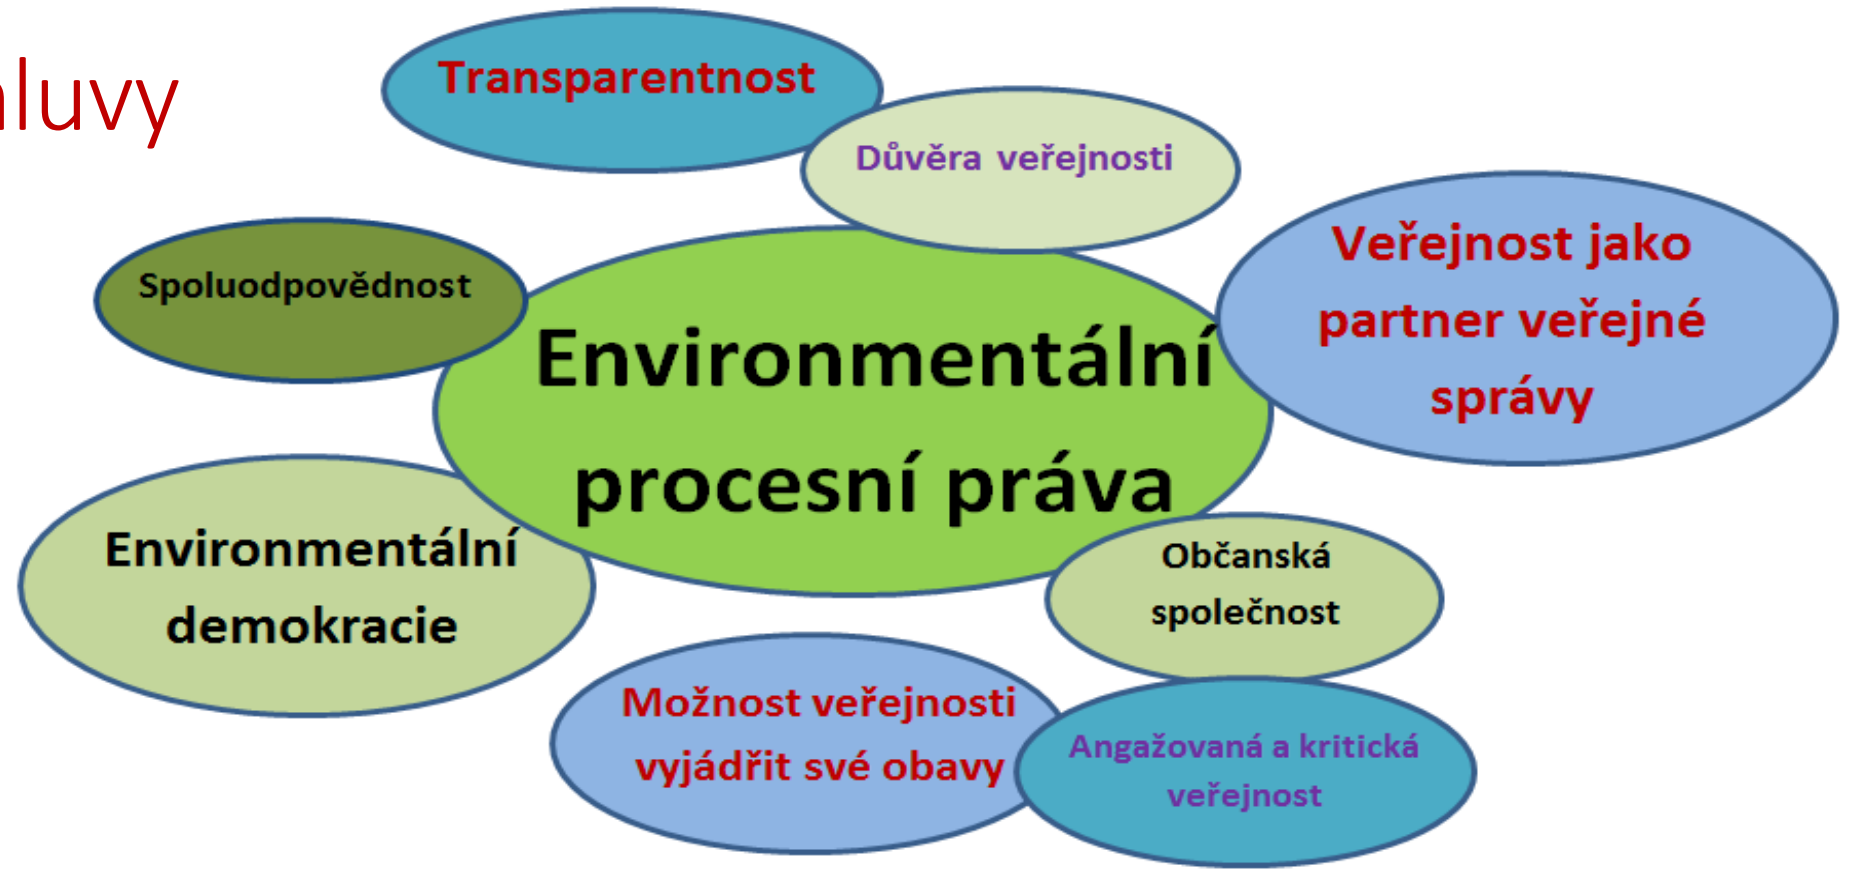 Transparentnost
Důvěra veřejnosti
Veřejnost jako
partner veřejné
správy
Spoluodpovědnost
Environmentální
procesní práva
Environmentální
demokracie
Občanská
společnost
Možnost veřejnosti
vyjádřit své obavy
Angažovaná a kritická
veřejnost